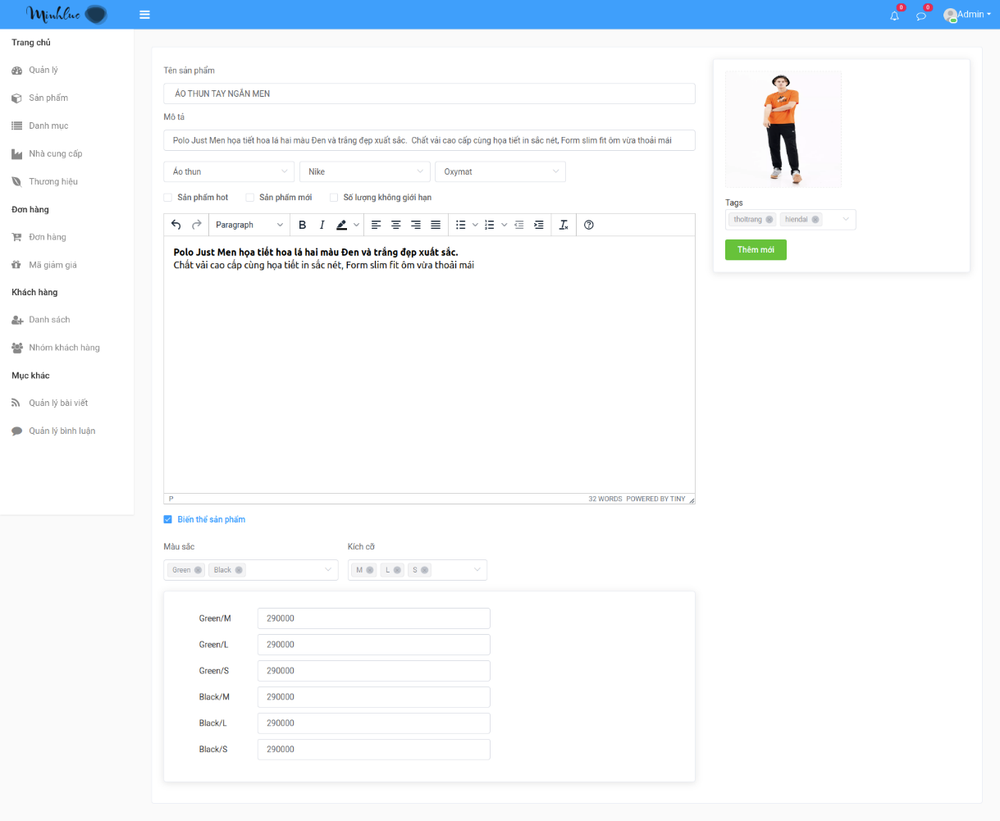 Minhluc
0
0
Admin
Trang chủ
Quản lý
Sản phẩm
Danh mục
Nhà cung cấp
Thương hiệu
Đơn hàng
Đơn hàng
Mã giảm giá
Khách hàng
Danh sách
Nhóm khách hàng
Mục khác
Quản lý bài viết
Quản lý bình luận
Tên sản phẩm
ÁO THUN TAY NGẮN MEN
Mô tả
Polo Just Men họa tiết hoa lá hai màu Đen và trắng đẹp xuất sắc.  Chất vải cao cấp cùng họa tiết in sắc nét, Form slim fit ôm vừa thoải mái
Áo thun
Nike
Oxymat
Sản phẩm hot
Sản phẩm mới
Số lượng không giới hạn
Paragraph
Polo Just Men họa tiết hoa lá hai màu Đen và trắng đẹp xuất sắc.
Chất vải cao cấp cùng họa tiết in sắc nét, Form slim fit ôm vừa thoải mái
P
32 WORDS POWERED BY TINY
Biến thể sản phẩm
Màu sắc
Kích cỡ
Green
Black
M
L
S
Green/M
290000
Green/L
290000
Green/S
290000
Black/M
290000
Black/L
290000
Black/S
290000
Tags
thoitrang
hiendai
Thêm mới